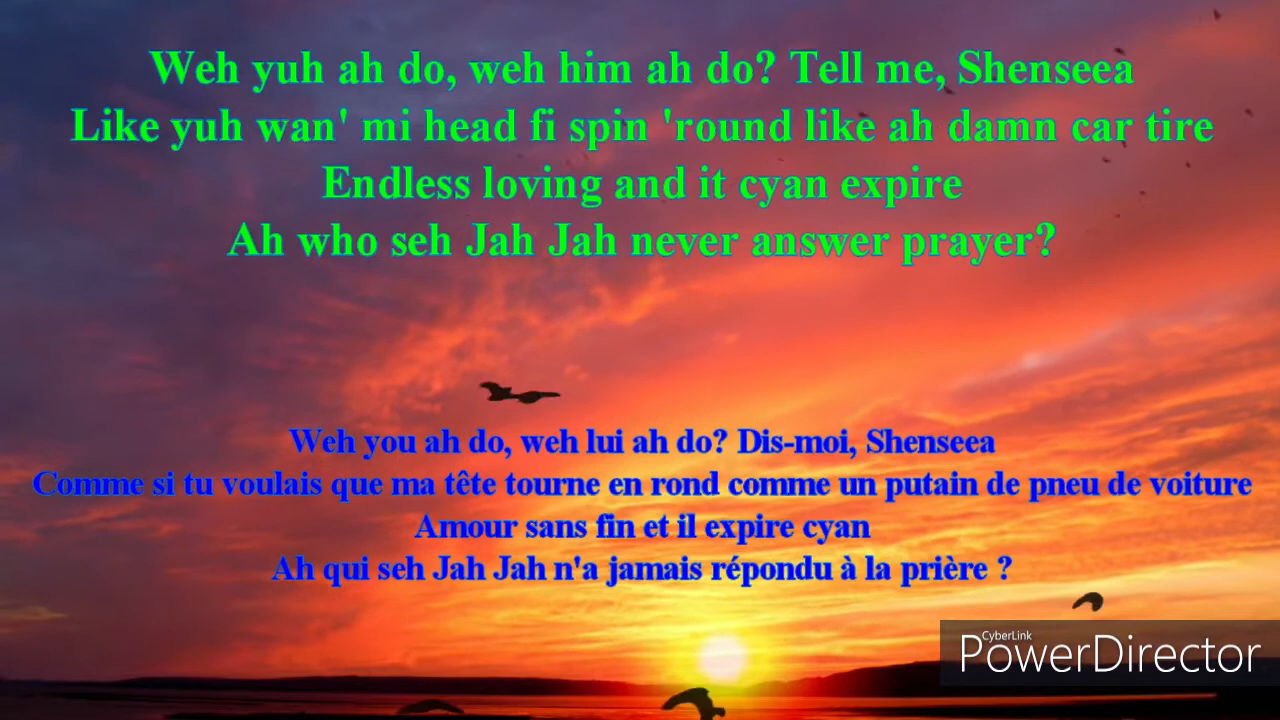 Weh yuh ah do, weh him ah do? Tell me, Shenseea
Like yuh wan' mi head fi spin 'round like ah damn car tire
Endless loving and it cyan expire
Ah who seh Jah Jah never answer prayer?
Weh you ah do, weh lui ah do? Dis-moi, Shenseea
Comme si tu voulais que ma tête tourne en rond comme un putain de pneu de voiture
Amour sans fin et il expire cyan
Ah qui seh Jah Jah n'a jamais répondu à la prière ?
CyberLink
PowerDirector